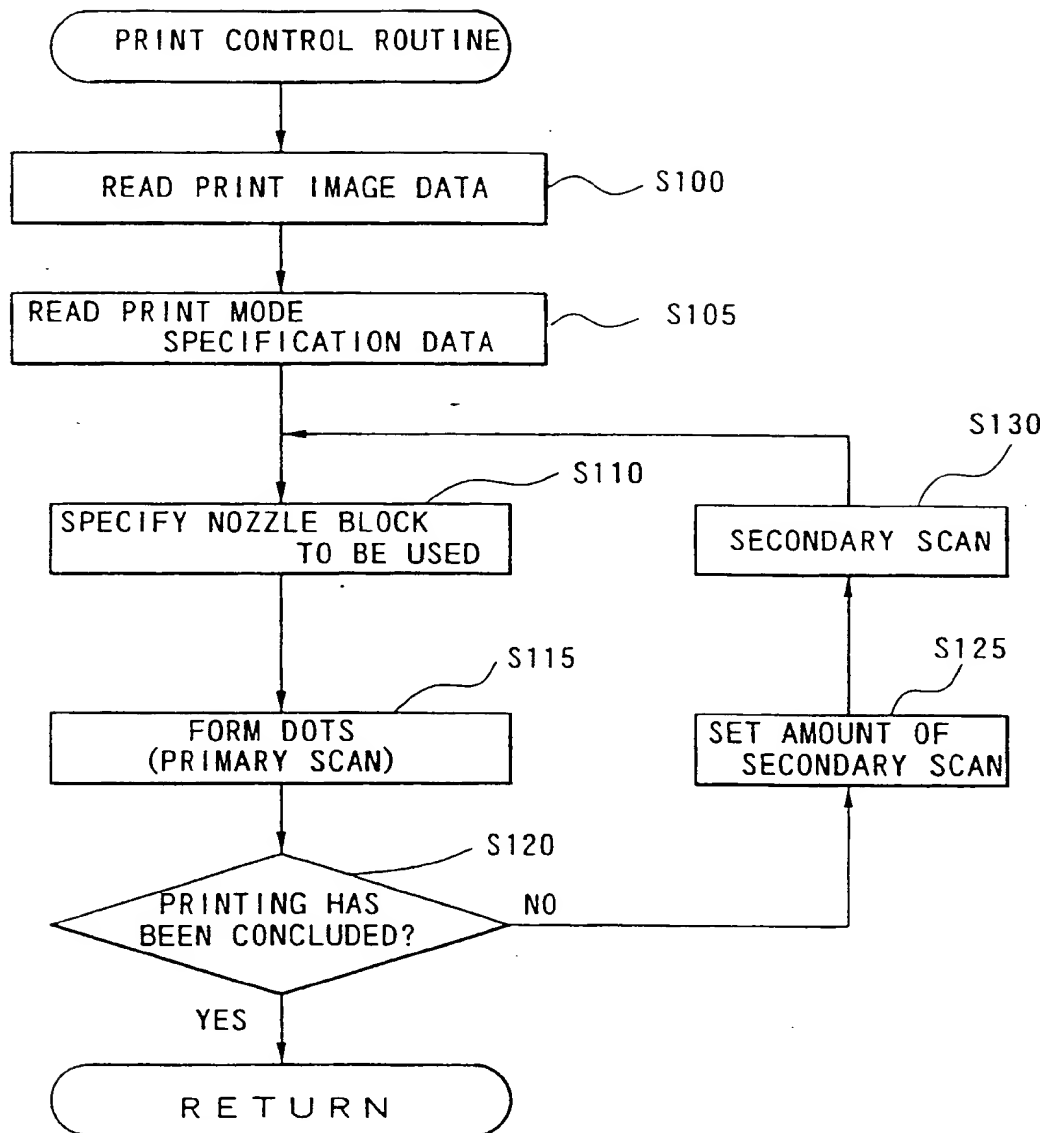 PRINT CONTROL ROUTINE
READ PRINT IMAGE DATA
S100
READ PRINT MODE
SPECIFICATION DATA
S105
S130
S110
SPECIFY NOZZLE BLOCK
TO BE USED
SECONDARY SCAN
S115
S125
FORM DOTS
(PRIMARY SCAN)
SET AMOUNT OF
SECONDARY SCAN
S120
PRINTING HAS
BEEN CONCLUDED?
NO
YES
RETURN